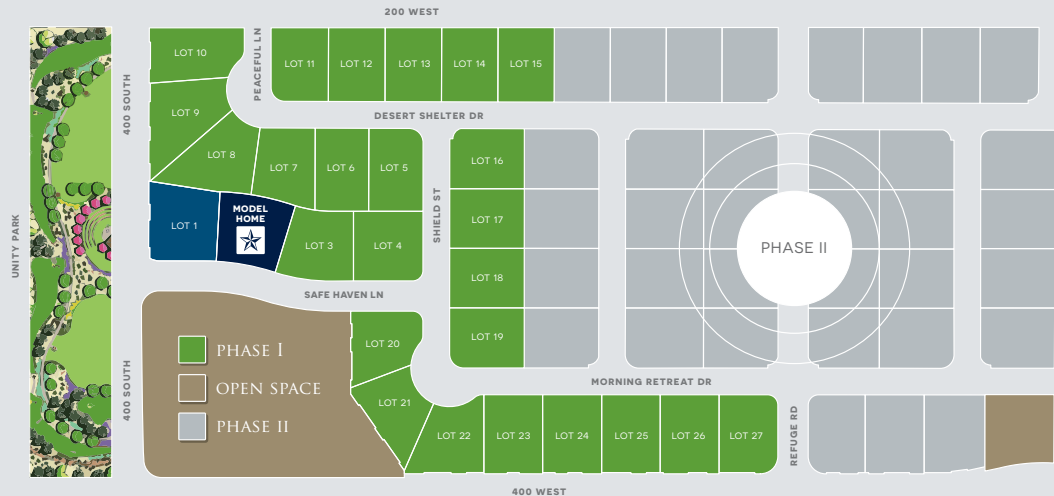 200 WEST
LOT 10
PEACEFUL LN
LOT 11
LOT 12
LOT 13
LOT 14
LOT 15
400 SOUTH
LOT 9
DESERT SHELTER DR
LOT 8
LOT 7
LOT 6
LOT 5
LOT 16
UNITY PARK
LOT 1
MODEL
HOME
LOT 3
LOT 4
SHIELD ST
LOT 17
PHASE II
LOT 18
SAFE HAVEN LN
LOT 19
400 SOUTH
PHASE I
OPEN SPACE
PHASE II
LOT 20
LOT 21
MORNING RETREAT DR
LOT 22
LOT 23
LOT 24
LOT 25
LOT 26
LOT 27
REFUGE RD
400 WEST